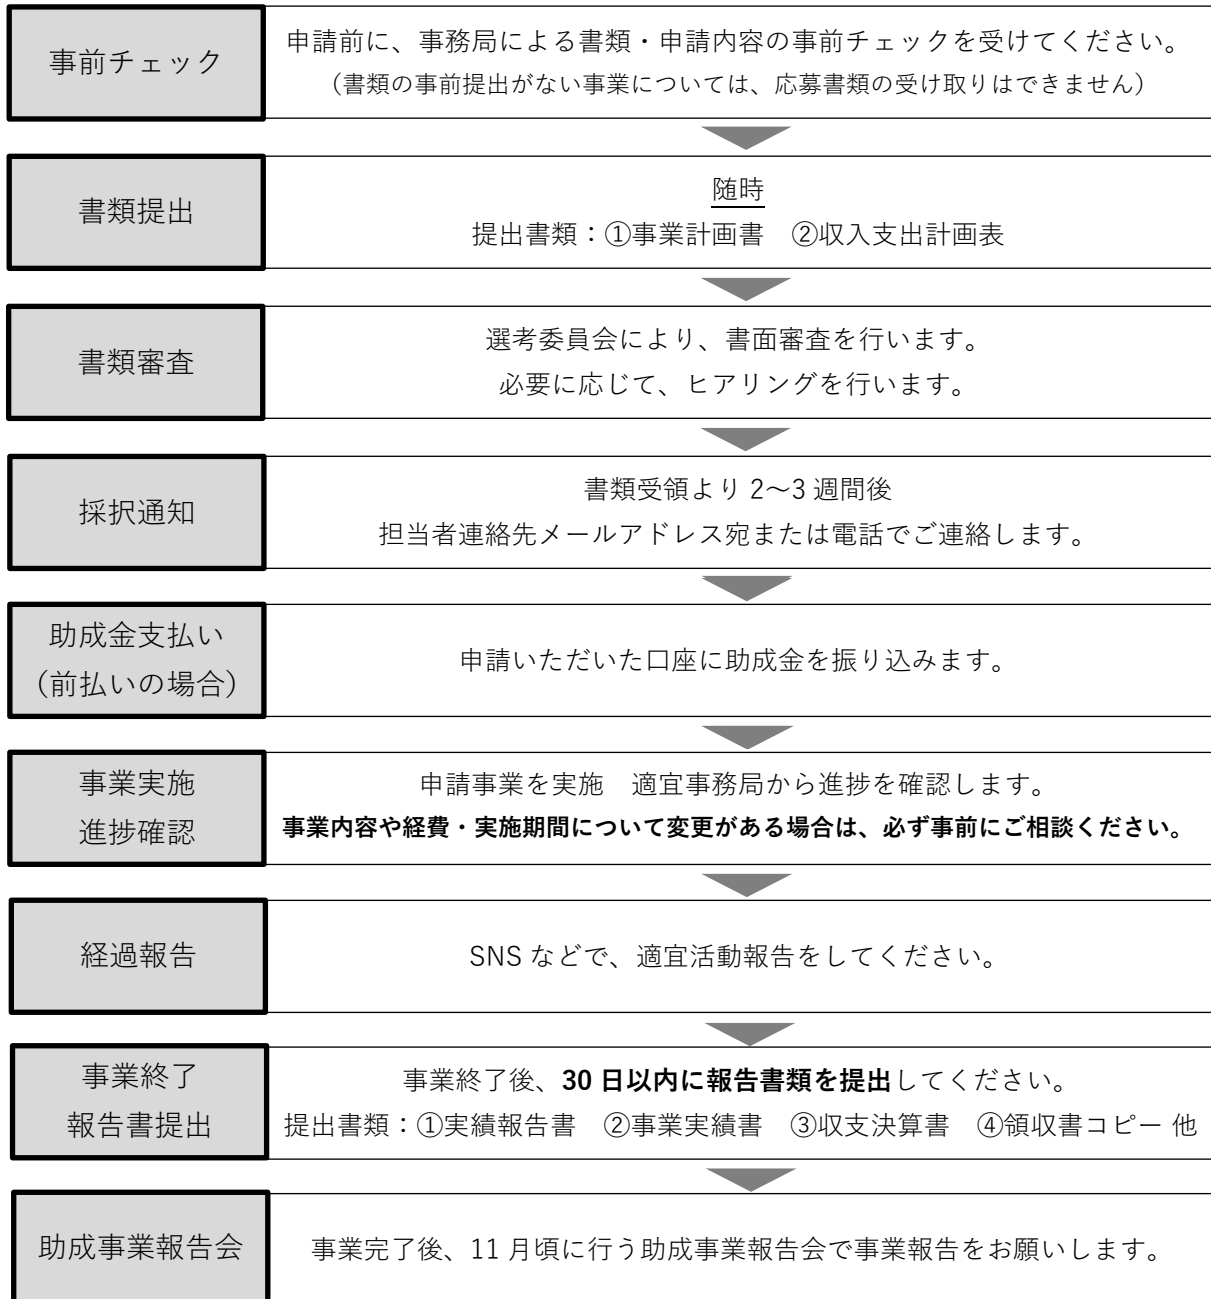 事前チェック
申請前に、事務局による書類・申請内容の事前チェックを受けてください。
（書類の事前提出がない事業については、応募書類の受け取りはできません）
書類提出
随時
提出書類：①事業計画書　②収入支出計画表
書類審査
選考委員会により、書面審査を行います。
必要に応じて、ヒアリングを行います。
採択通知
書類受領より 2～3 週間後
担当者連絡先メールアドレス宛または電話でご連絡します。
助成金支払い
（前払いの場合）
申請いただいた口座に助成金を振り込みます。
事業実施
進捗確認
申請事業を実施　適宜事務局から進捗を確認します。
事業内容や経費・実施期間について変更がある場合は、必ず事前にご相談ください。
経過報告
SNS などで、適宜活動報告をしてください。
事業終了
報告書提出
事業終了後、30 日以内に報告書類を提出してください。
提出書類：①実績報告書　②事業実績書　③収支決算書　④領収書コピー 他
助成事業報告会
事業完了後、11 月頃に行う助成事業報告会で事業報告をお願いします。